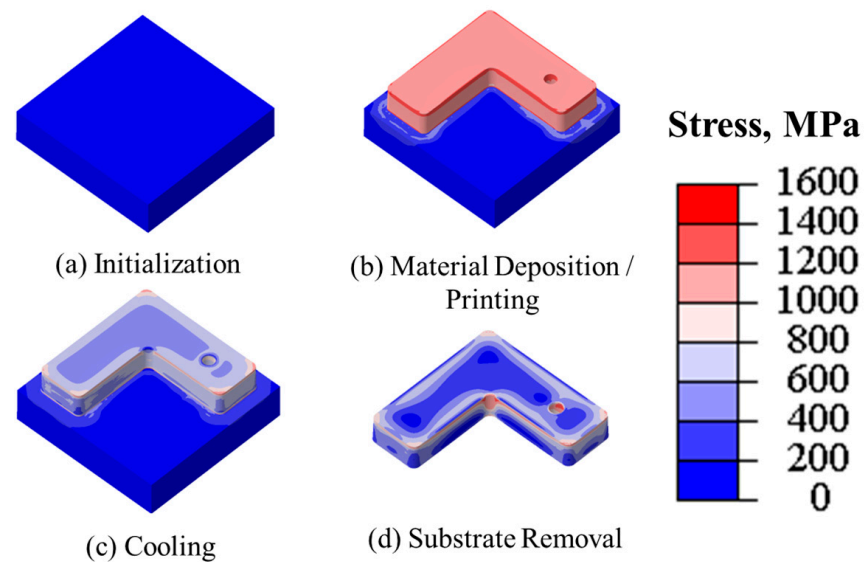 (a) Initialization
(b) Material Deposition /
Printing
(c) Cooling
(d) Substrate Removal
Stress, MPa
1600
1400
1200
1000
800
600
400
200
0